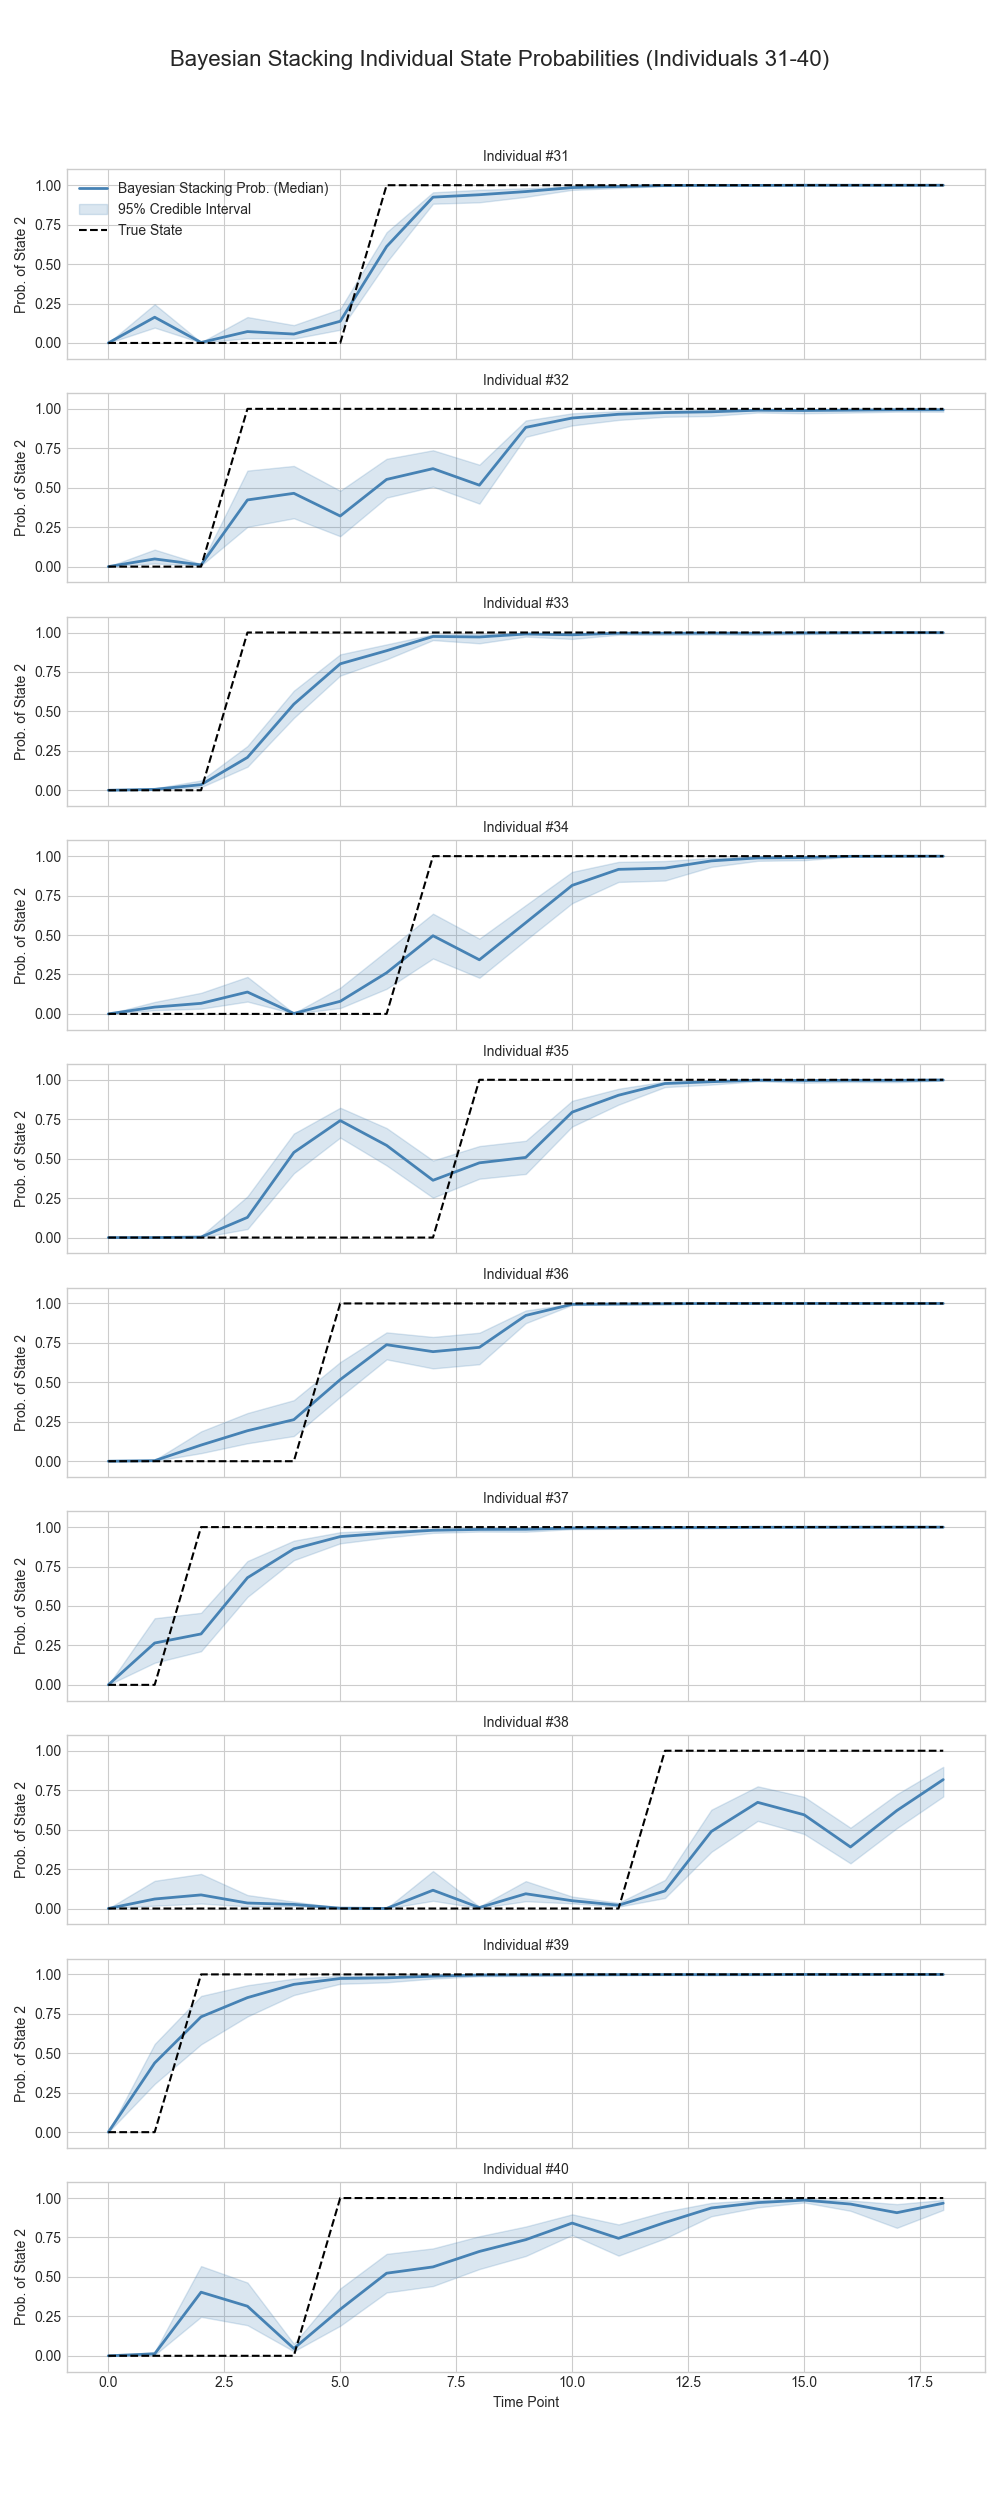 Bayesian Stacking Individual State Probabilities (Individuals 31-40)
Individual #31
Prob. of State 2
1.00
0.75
0.50
0.25
0.00
Bayesian Stacking Prob. (Median)
95% Credible Interval
True State
Individual #32
Prob. of State 2
1.00
0.75
0.50
0.25
0.00
Individual #33
Prob. of State 2
1.00
0.75
0.50
0.25
0.00
Individual #34
Prob. of State 2
1.00
0.75
0.50
0.25
0.00
Individual #35
Prob. of State 2
1.00
0.75
0.50
0.25
0.00
Individual #36
Prob. of State 2
1.00
0.75
0.50
0.25
0.00
Individual #37
Prob. of State 2
1.00
0.75
0.50
0.25
0.00
Individual #38
Prob. of State 2
1.00
0.75
0.50
0.25
0.00
Individual #39
Prob. of State 2
1.00
0.75
0.50
0.25
0.00
Individual #40
Prob. of State 2
1.00
0.75
0.50
0.25
0.00
0.0 2.5 5.0 7.5 10.0 12.5 15.0 17.5
Time Point